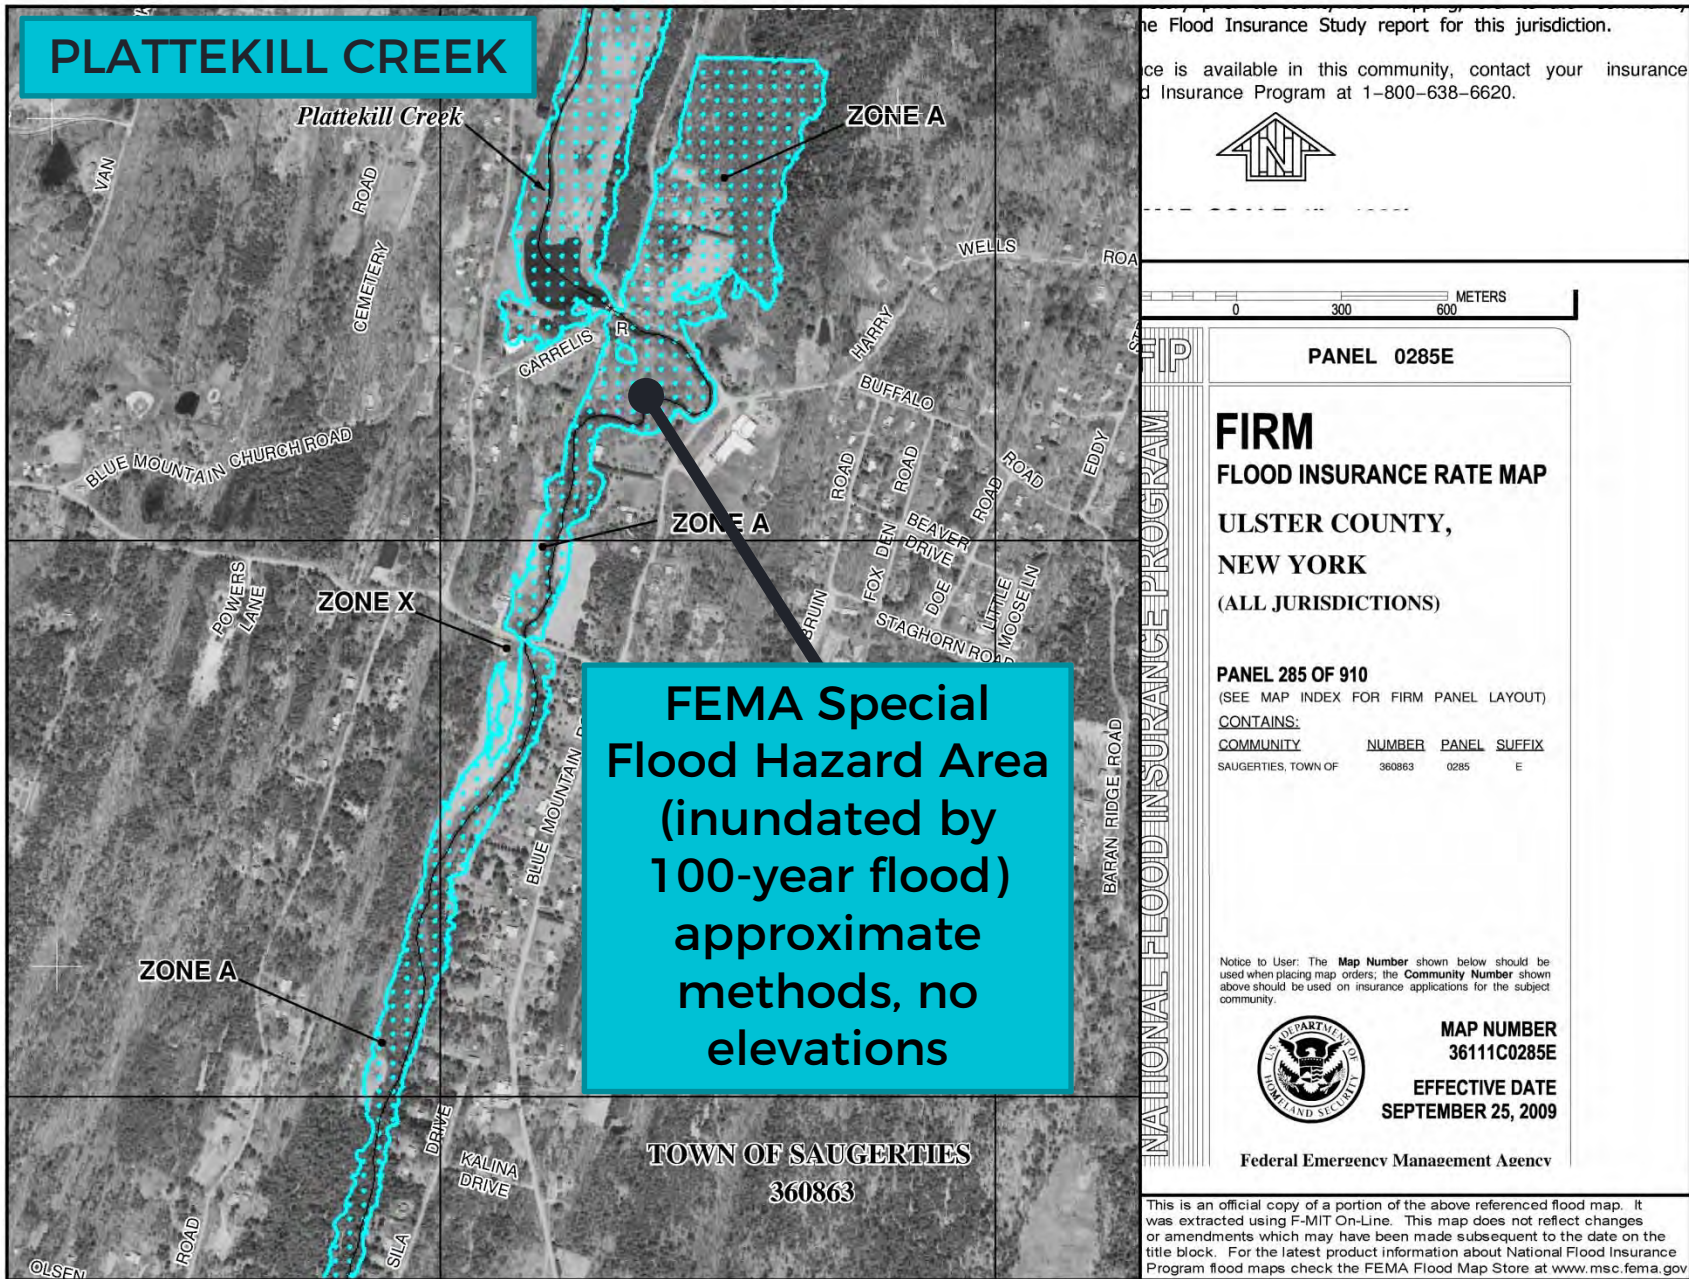 PLATTEKILL CREEK
Plattekill Creek
ZONE A
VAN
ROAD
CEMETERY
WELLS
ROA
CARRELIS
R
HARRY
BUFFALO
BLUE MOUNTAIN CHURCH ROAD
ROAD
ROAD
ROAD
ROAD
EDDY
ZONE A
FOX DEN
BEAVER
DRIVE
DOE
LITTLE
MOOSE LN
BRUIN
STAGHORN ROAD
POWERS
LANE
ZONE X
BLUE MOUNTAIN
BARAN RIDGE ROAD
FEMA Special
Flood Hazard Area
(inundated by
100-year flood)
approximate
methods, no
elevations
ZONE A
DRIVE
KALINA
DRIVE
SILA
ROAD
OLSEN
TOWN OF SAUGERTIES
360863
ne Flood Insurance Study report for this jurisdiction.
nce is available in this community, contact your insurance
d Insurance Program at 1-800-638-6620.
N
METERS
0 300 600
FIP
NATIONAL FLOOD INSURANCE PROGRAM
PANEL 0285E
FIRM
FLOOD INSURANCE RATE MAP
ULSTER COUNTY,
NEW YORK
(ALL JURISDICTIONS)
PANEL 285 OF 910
(SEE MAP INDEX FOR FIRM PANEL LAYOUT)
CONTAINS:
COMMUNITY NUMBER PANEL SUFFIX
SAUGERTIES, TOWN OF 360863 0285 E
Notice to User: The Map Number shown below should be
used when placing map orders; the Community Number shown
above should be used on insurance applications for the subject
community.
U.S. DEPARTMENT OF
HOMELAND SECURITY
MAP NUMBER
36111C0285E
EFFECTIVE DATE
SEPTEMBER 25, 2009
Federal Emergency Management Agency
This is an official copy of a portion of the above referenced flood map. It
was extracted using F-MIT On-Line. This map does not reflect changes
or amendments which may have been made subsequent to the date on the
title block. For the latest product information about National Flood Insurance
Program flood maps check the FEMA Flood Map Store at www.msc.fema.gov